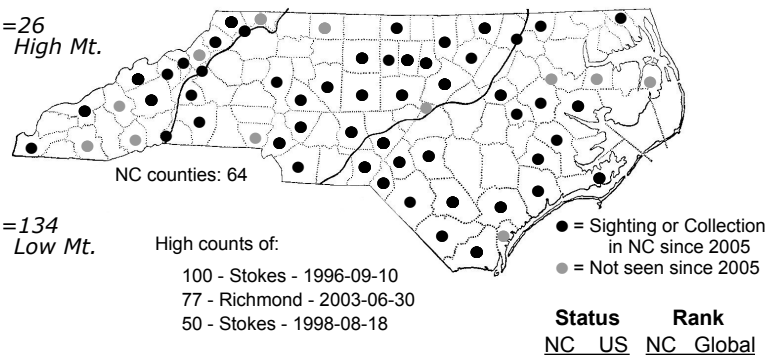 =26
High Mt.
NC counties: 64
=134
Low Mt.
High counts of:
100 - Stokes - 1996-09-10
77 - Richmond - 2003-06-30
50 - Stokes - 1998-08-18
● = Sighting or Collection
in NC since 2005
● = Not seen since 2005
Status Rank
NC US NC Global